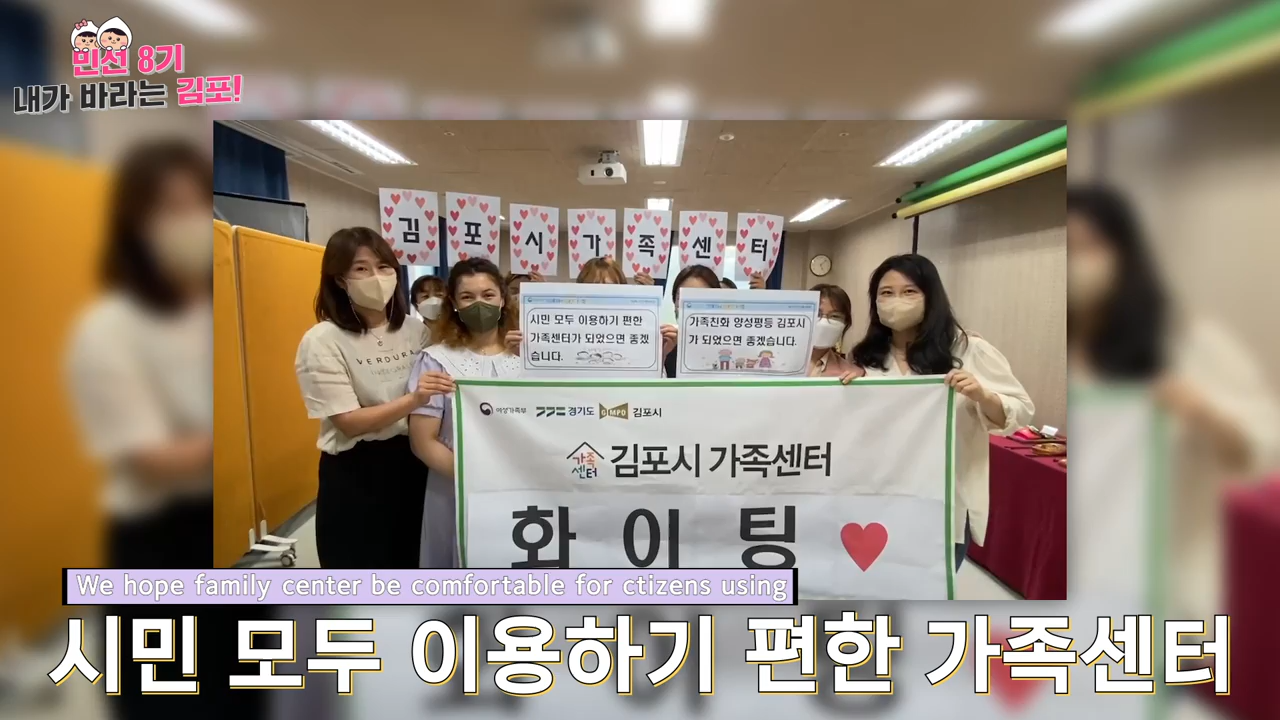 민선 8기
내가 바라는 김포!
김포시가족센터
시민 모두 이용하기 편한
가족센터가 되었으면 좋겠
습니다.
가족친화 양성평등 김포시
가 되었으면 좋겠습니다.
VERDURA
여성가족부 경기도 GIMPO 김포시
가족
센터
김포시 가족센터
화이팅
We hope family center be comfortable for ctizens using
시민 모두 이용하기 편한 가족센터